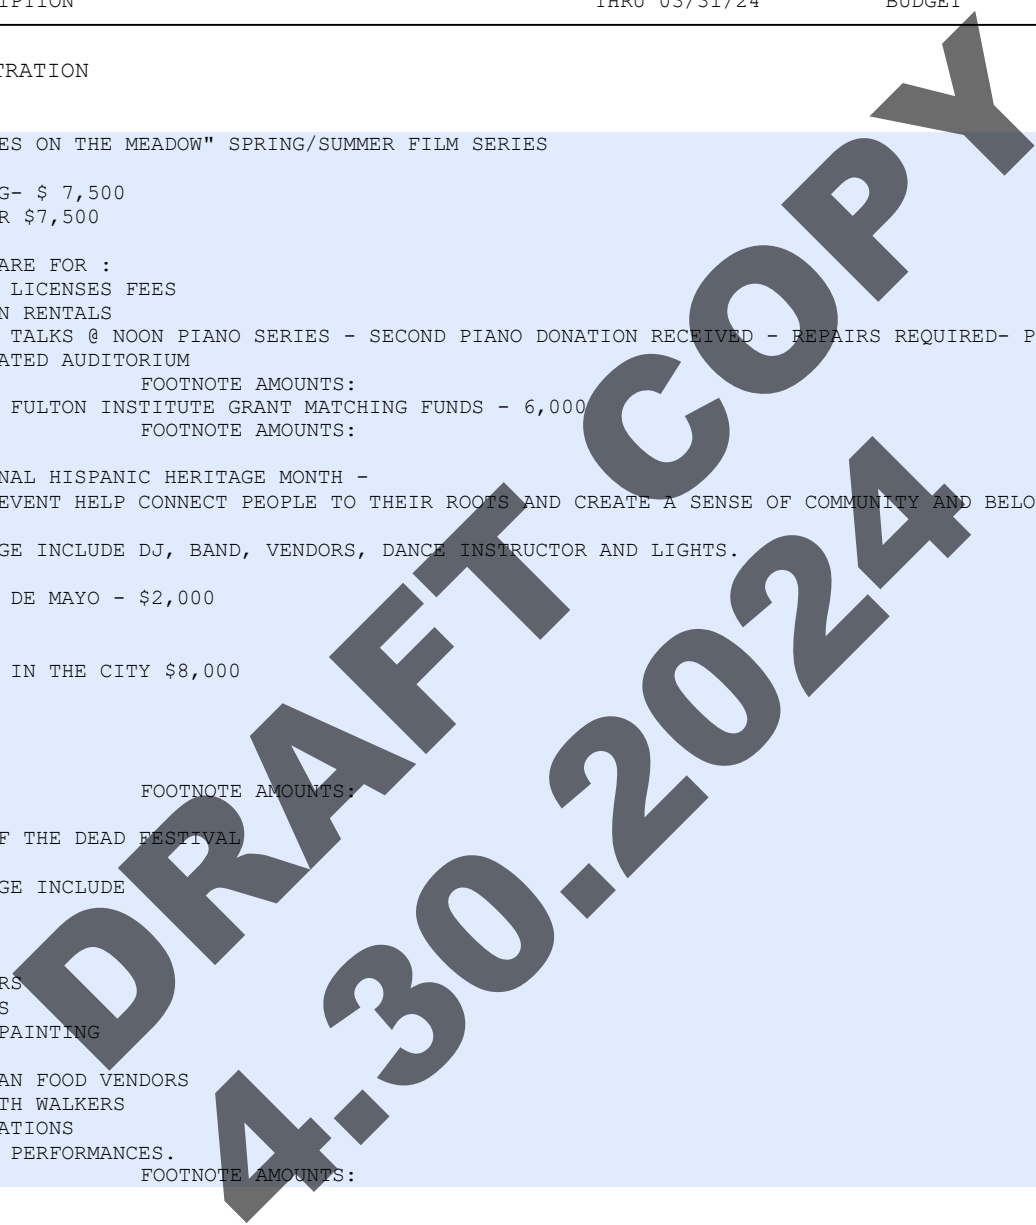 IPTION THRU 03/31/24 BUDGET
TRATION
ES ON THE MEADOW" SPRING/SUMMER FILM SERIES
G- $ 7,500
R $7,500
ARE FOR :
LICENSES FEES
N RENTALS
TALKS @ NOON PIANO SERIES - SECOND PIANO DONATION RECEIVED - REPAIRS REQUIRED- P
ATED AUDITORIUM
FOOTNOTE AMOUNTS:
FULTON INSTITUTE GRANT MATCHING FUNDS - 6,000
FOOTNOTE AMOUNTS:
NAL HISPANIC HERITAGE MONTH -
EVENT HELP CONNECT PEOPLE TO THEIR ROOTS AND CREATE A SENSE OF COMMUNITY AND BELO
GE INCLUDE DJ, BAND, VENDORS, DANCE INSTRUCTOR AND LIGHTS.
DE MAYO - $2,000
IN THE CITY $8,000
FOOTNOTE AMOUNTS:
F THE DEAD FESTIVAL
GE INCLUDE
RS
S
PAINTING
AN FOOD VENDORS
TH WALKERS
ATIONS
PERFORMANCES.
FOOTNOTE AMOUNTS:
DRAFT COPY
4.30.2024